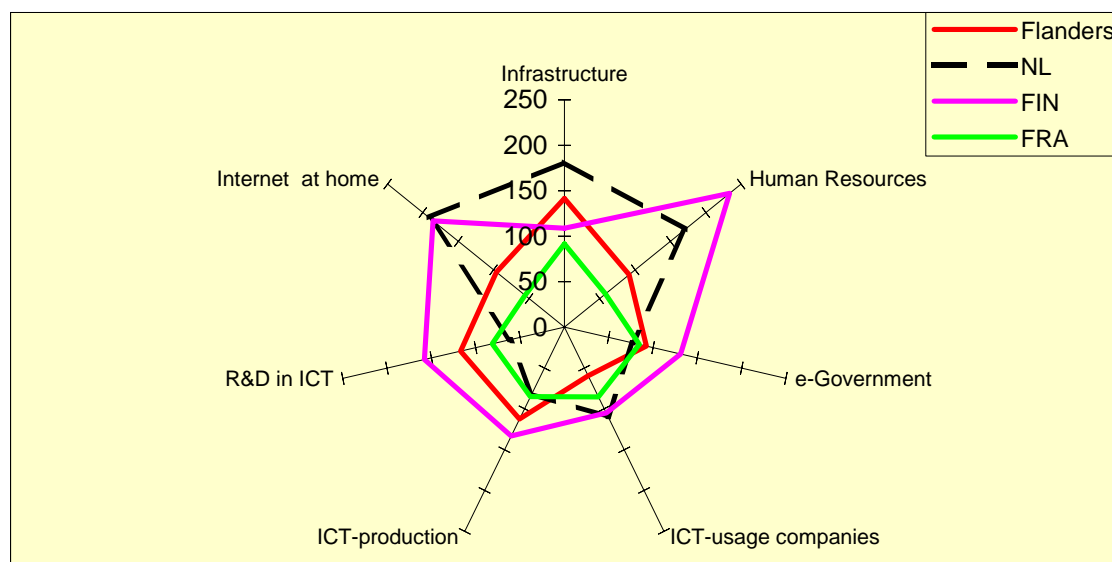 Flanders
NL
FIN
FRA
Infrastructure
250
200
150
100
50
0
Internet  at home
Human Resources
R&D in ICT
e-Government
ICT-production
ICT-usage companies